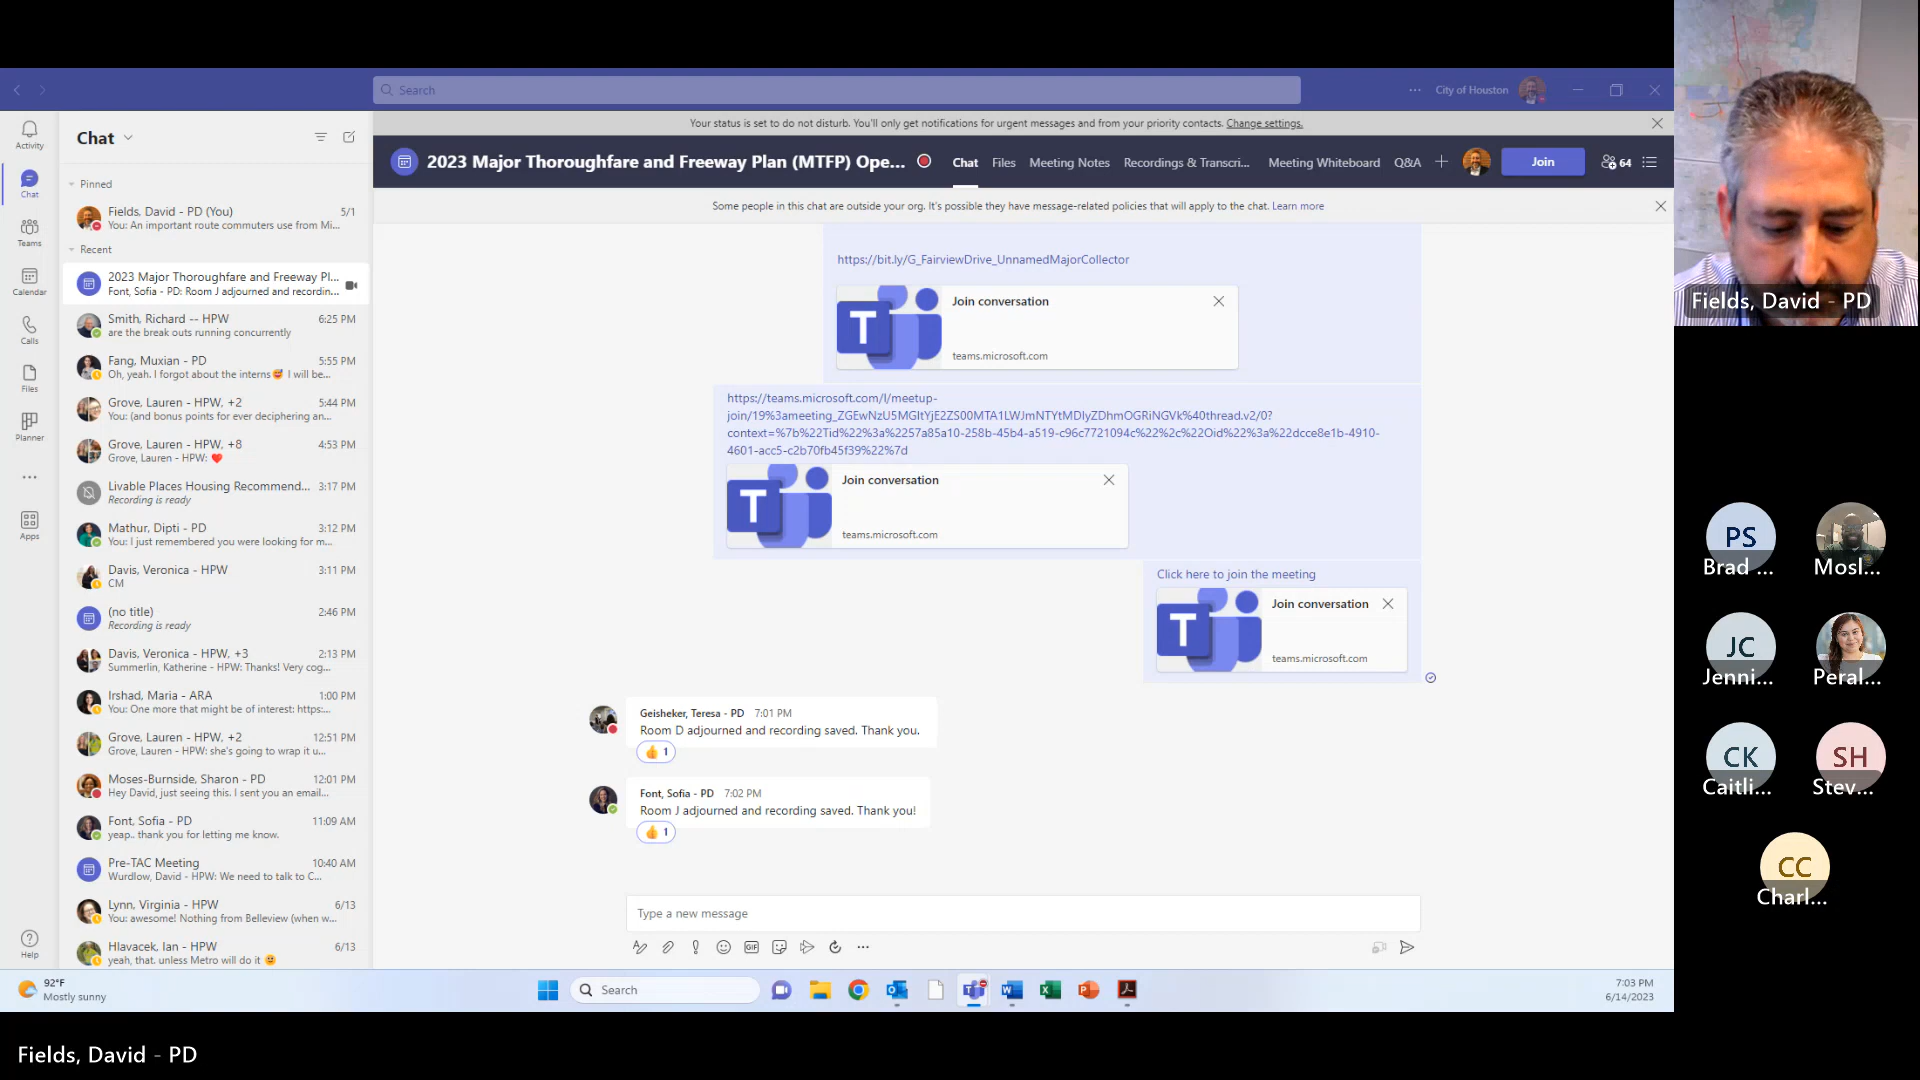 Search
City of Houston
Your status is set to do not disturb. You'll only get notifications for urgent messages and from your priority contacts. Change settings.
Activity
Chat
Teams
Calendar
Calls
Files
Planner
Apps
Help
Chat
Pinned
Fields, David - PD (You) 5/1
You: An important route commuters use from Mi...
Recent
2023 Major Thoroughfare and Freeway Pl...
Font, Sofia - PD: Room J adjourned and recordin...
Smith, Richard -- HPW 6:25 PM
are the break outs running concurrently
Fang, Muxian - PD 5:55 PM
Oh, yeah. I forgot about the interns😅 I will be...
Grove, Lauren - HPW, +2 5:44 PM
You: (and bonus points for ever deciphering an...
Grove, Lauren - HPW, +8 4:53 PM
Grove, Lauren - HPW: ❤️
Livable Places Housing Recommend... 3:17 PM
Recording is ready
Mathur, Dipti - PD 3:12 PM
You: I just remembered you were looking for m...
Davis, Veronica - HPW 3:11 PM
CM
(no title) 2:46 PM
Recording is ready
Davis, Veronica - HPW, +3 2:13 PM
Summerlin, Katherine - HPW: Thanks! Very cog...
Irshad, Maria - ARA 1:00 PM
You: One more that might be of interest: https:...
Grove, Lauren - HPW, +2 12:51 PM
Grove, Lauren - HPW: she's going to wrap it u...
Moses-Burnside, Sharon - PD 12:01 PM
Hey David, just seeing this. I sent you an email...
Font, Sofia - PD 11:09 AM
yeap.. thank you for letting me know.
Pre-TAC Meeting 10:40 AM
Wurdlow, David - HPW: We need to talk to C...
Lynn, Virginia - HPW 6/13
You: awesome! Nothing from Belleview (when w...
Hlavacek, Ian - HPW 6/13
yeah, that. unless Metro will do it 🙂
2023 Major Thoroughfare and Freeway Plan (MTFP) Ope... Chat Files Meeting Notes Recordings & Transcri... Meeting Whiteboard Q&A Join 64
Some people in this chat are outside your org. It's possible they have message-related policies that will apply to the chat. Learn more
https://bit.ly/G_FairviewDrive_UnnamedMajorCollector
T
Join conversation
teams.microsoft.com
https://teams.microsoft.com/l/meetup-
join/19%3ameeting_ZGEwNzU5MGItYjE2ZS00MTA1LWJmNTYtMDIyZDhmOGRiNGVk%40thread.v2/0?
context=%7b%22Tid%22%3a%2257a85a10-258b-45b4-a519-c96c7721094c%22%2c%22Oid%22%3a%22dcce8e1b-4910-
4601-acc5-c2b70fb45f39%22%7d
T
Join conversation
teams.microsoft.com
Click here to join the meeting
T
Join conversation
teams.microsoft.com
Geisheker, Teresa - PD 7:01 PM
Room D adjourned and recording saved. Thank you.
👍 1
Font, Sofia - PD 7:02 PM
Room J adjourned and recording saved. Thank you!
👍 1
Type a new message
GIF
92°F
Mostly sunny
Search
7:03 PM
6/14/2023
Fields, David - PD
Fields, David - PD
PS
Brad ...
Mosl...
JC
Jenni...
Peral...
CK
Caitli...
SH
Stev...
CC
Charl...